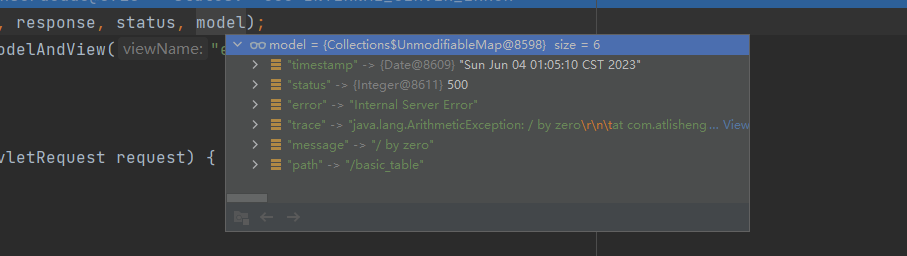 , response, status, model);
odelAndView( viewName: "e
model = {Collections$UnmodifiableMap@8598} size = 6
"timestamp" -> {Date@8609} "Sun Jun 04 01:05:10 CST 2023"
"status" -> {Integer@8611} 500
"error" -> "Internal Server Error"
"trace" -> "java.lang.ArithmeticException: / by zero\r\n\tat com.atlisheng ... View
"message" -> "/ by zero"
vletRequest request) {
"path" -> "/basic_table"